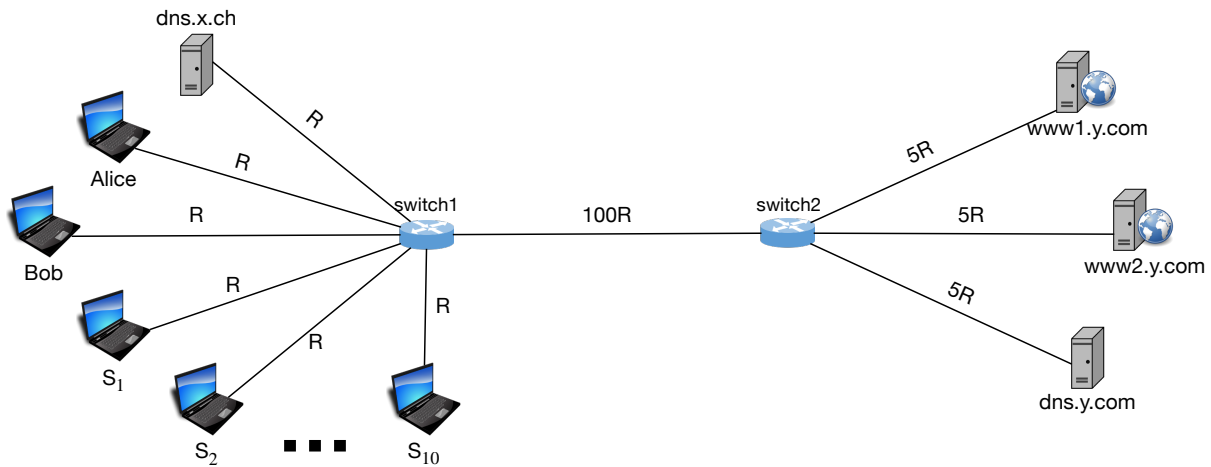 dns.x.ch
R
Alice
R
R
Bob
R
S1
R
S2
R
S10
switch1
100R
switch2
5R
www1.y.com
5R
www2.y.com
5R
dns.y.com